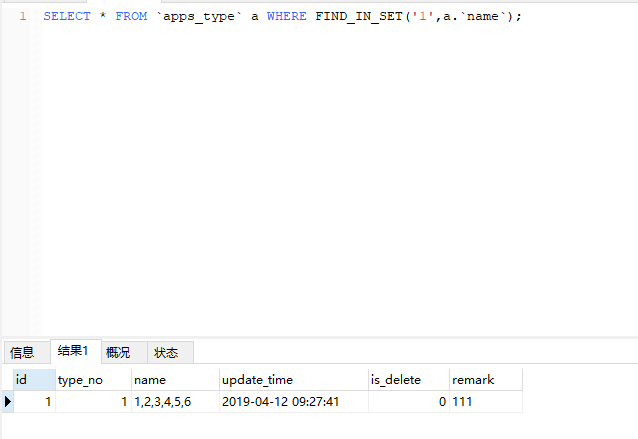 1 SELECT * FROM `apps_type` a WHERE FIND_IN_SET('1',a.`name`);
信息 结果1 概况 状态
id type_no name update_time is_delete remark
1 1 1,2,3,4,5,6 2019-04-12 09:27:41 0 111